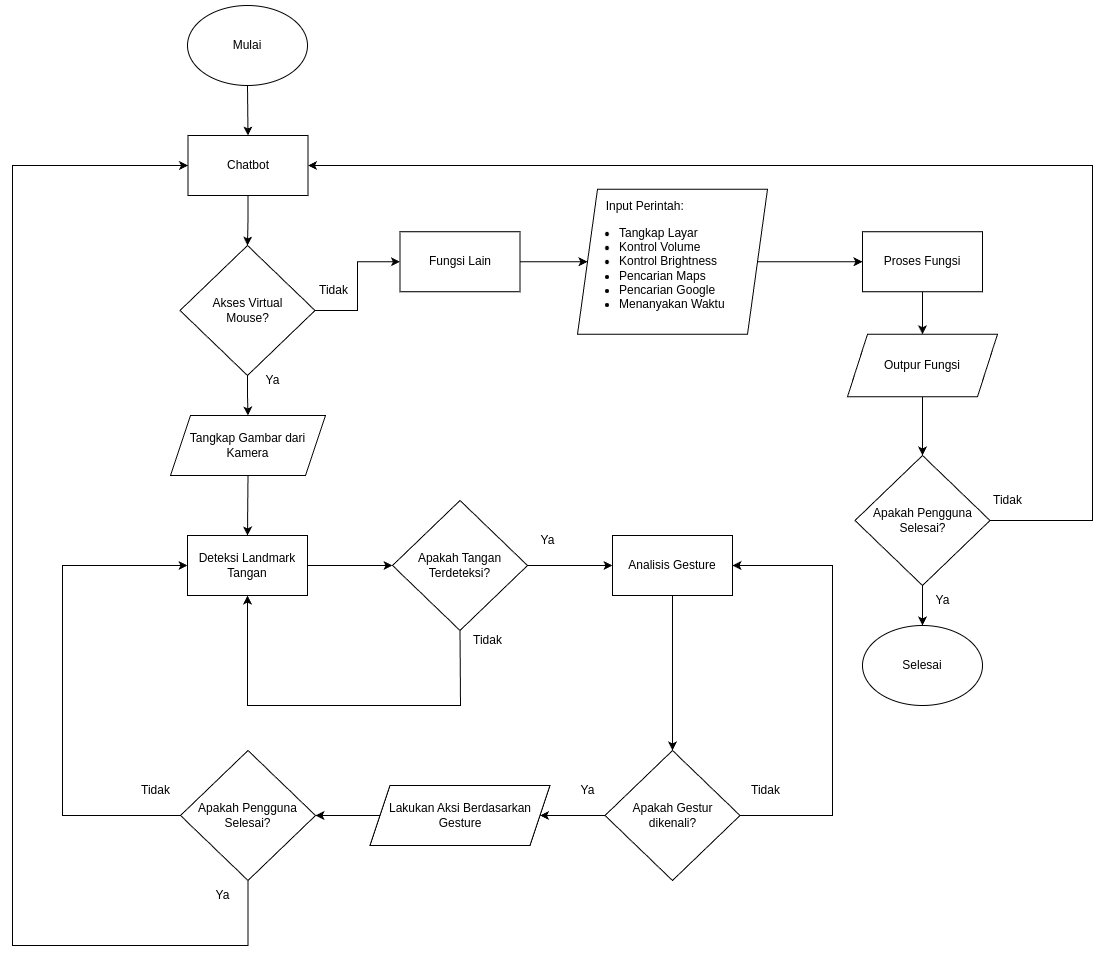 Mulai
Chatbot
Akses Virtual
Mouse?
Tidak
Fungsi Lain
Input Perintah:
• Tangkap Layar
• Kontrol Volume
• Kontrol Brightness
• Pencarian Maps
• Pencarian Google
• Menanyakan Waktu
Proses Fungsi
Outpur Fungsi
Ya
Tangkap Gambar dari
Kamera
Apakah Pengguna
Selesai?
Tidak
Ya
Selesai
Deteksi Landmark
Tangan
Apakah Tangan
Terdeteksi?
Ya
Tidak
Analisis Gesture
Apakah Gestur
dikenali?
Tidak
Ya
Lakukan Aksi Berdasarkan
Gesture
Apakah Pengguna
Selesai?
Tidak
Ya